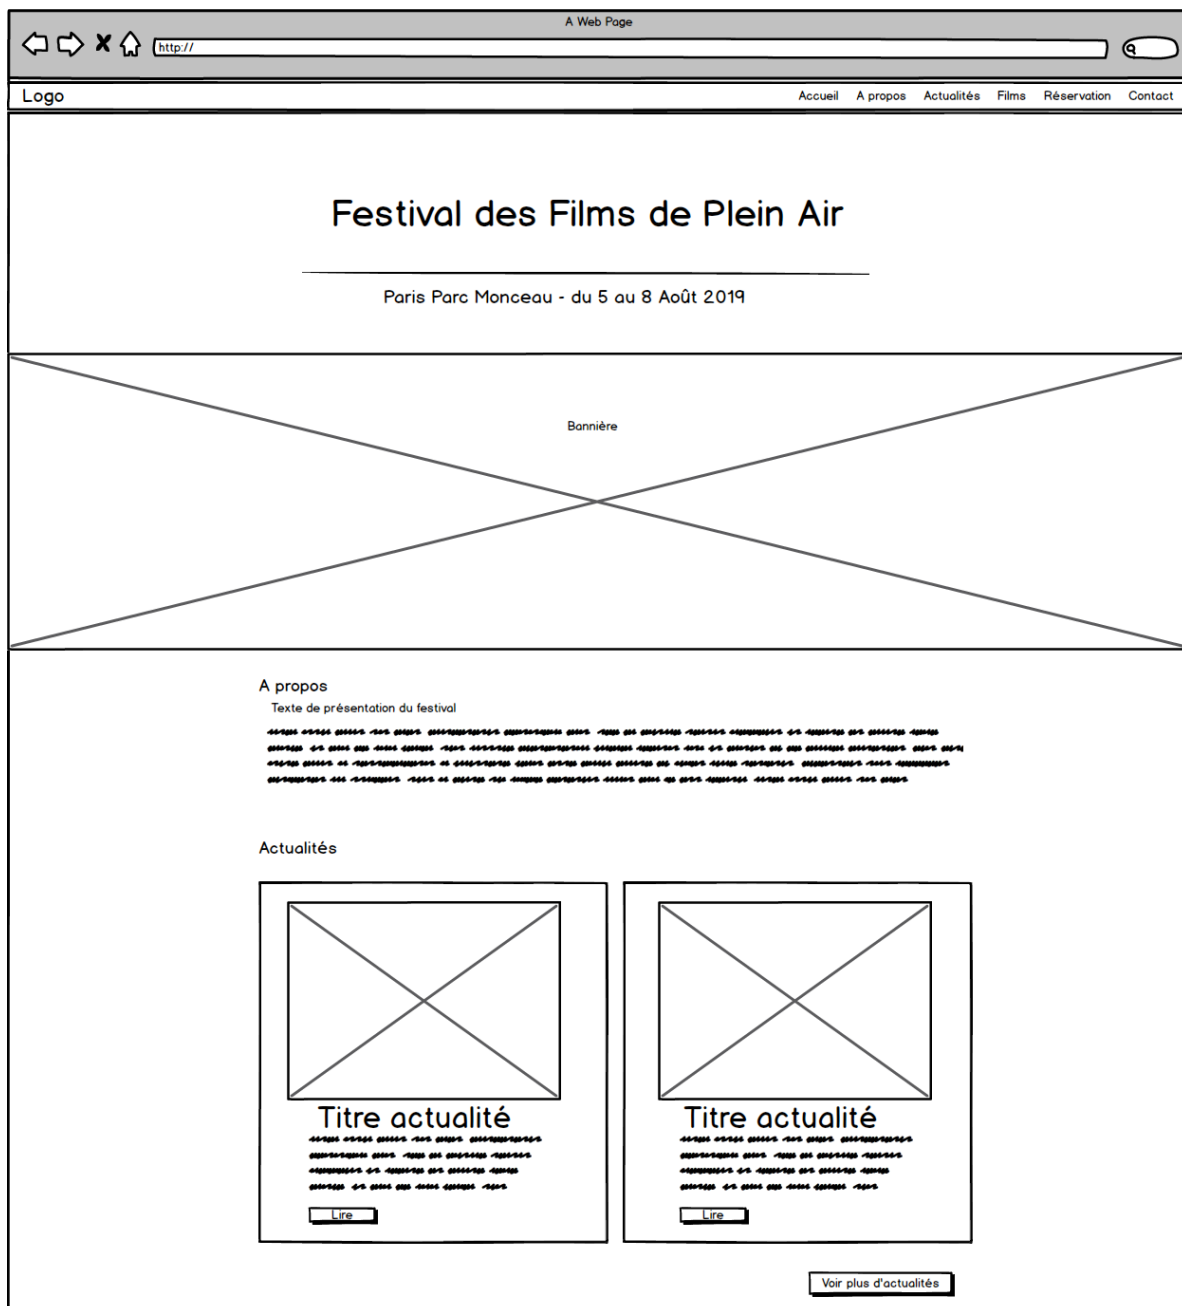 A Web Page
http://
Logo
Accueil A propos Actualités Films Réservation Contact
Festival des Films de Plein Air
Paris Parc Monceau - du 5 au 8 Août 2019
Bannière
A propos
Texte de présentation du festival
Actualités
Titre actualité
Lire
Titre actualité
Lire
Voir plus d'actualités